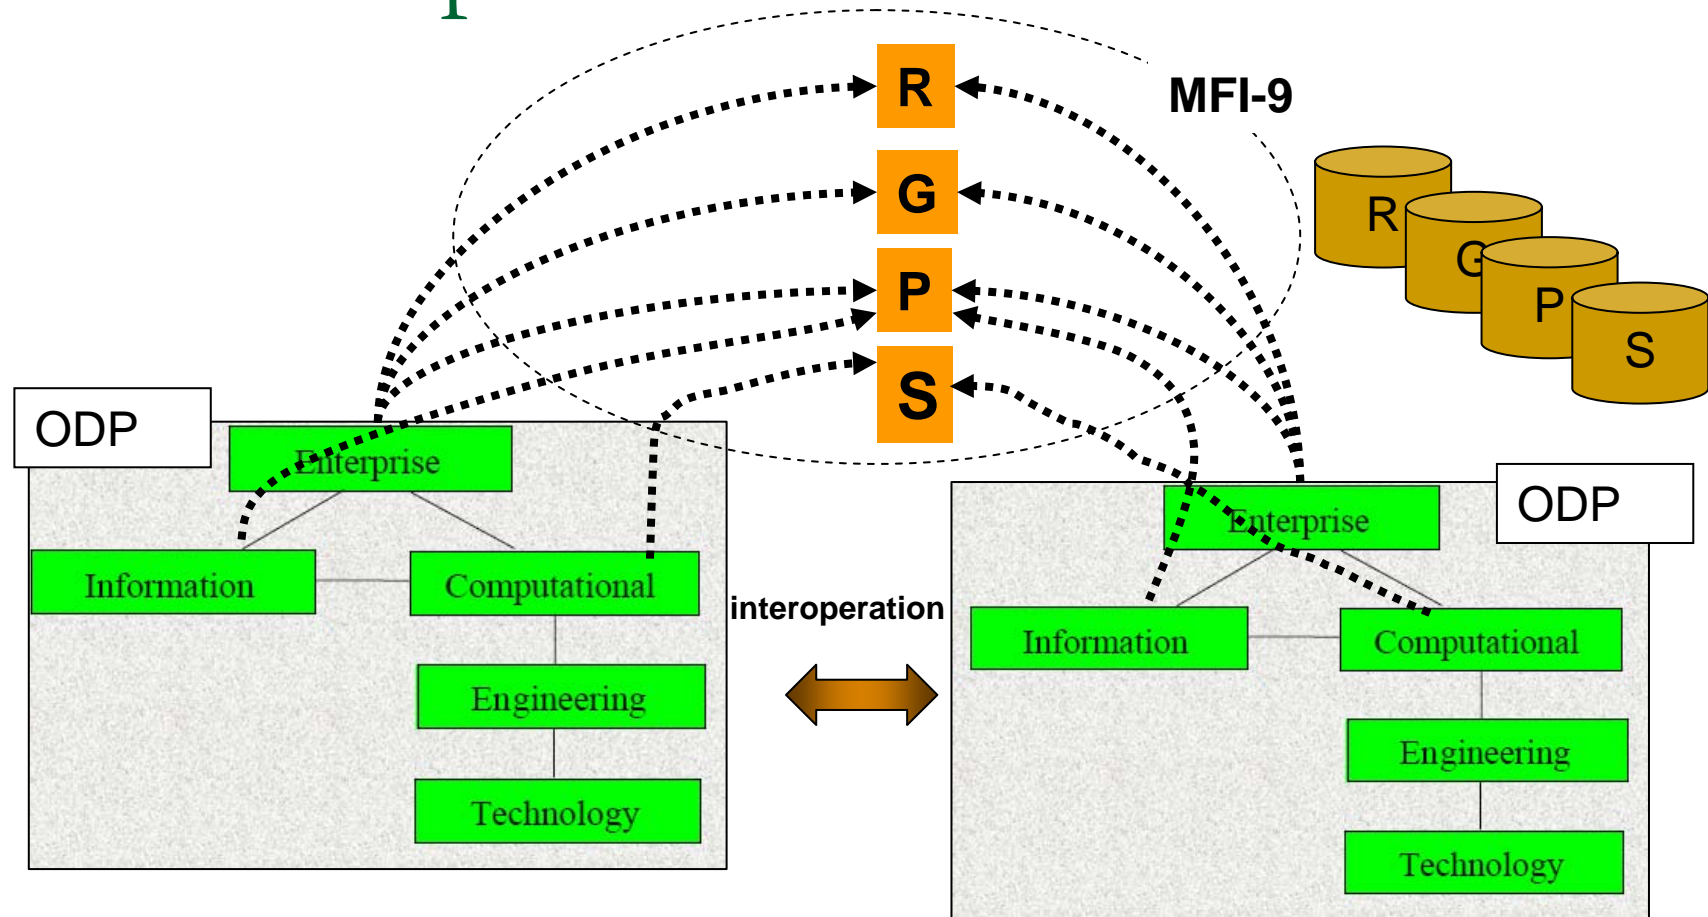 R
MFI-9
G
P
S
R
G
P
S
ODP
Enterprise
Information
Computational
Engineering
Technology
interoperation
ODP
Enterprise
Information
Computational
Engineering
Technology